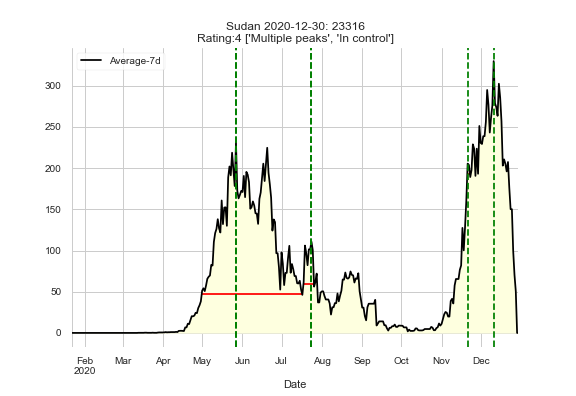 Sudan 2020-12-30: 23316
Rating:4 ['Multiple peaks', 'In control']
Average-7d
300
250
200
150
100
50
0
Feb Mar Apr May Jun Jul Aug Sep Oct Nov Dec
2020
Date